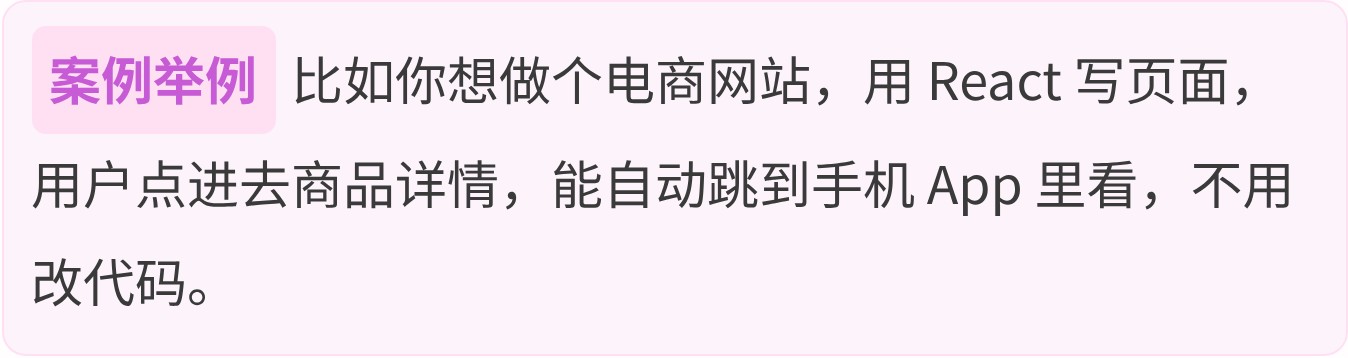 案例举例 比如你想做个电商网站，用 React 写页面，
用户点进去商品详情，能自动跳到手机 App 里看，不用
改代码。